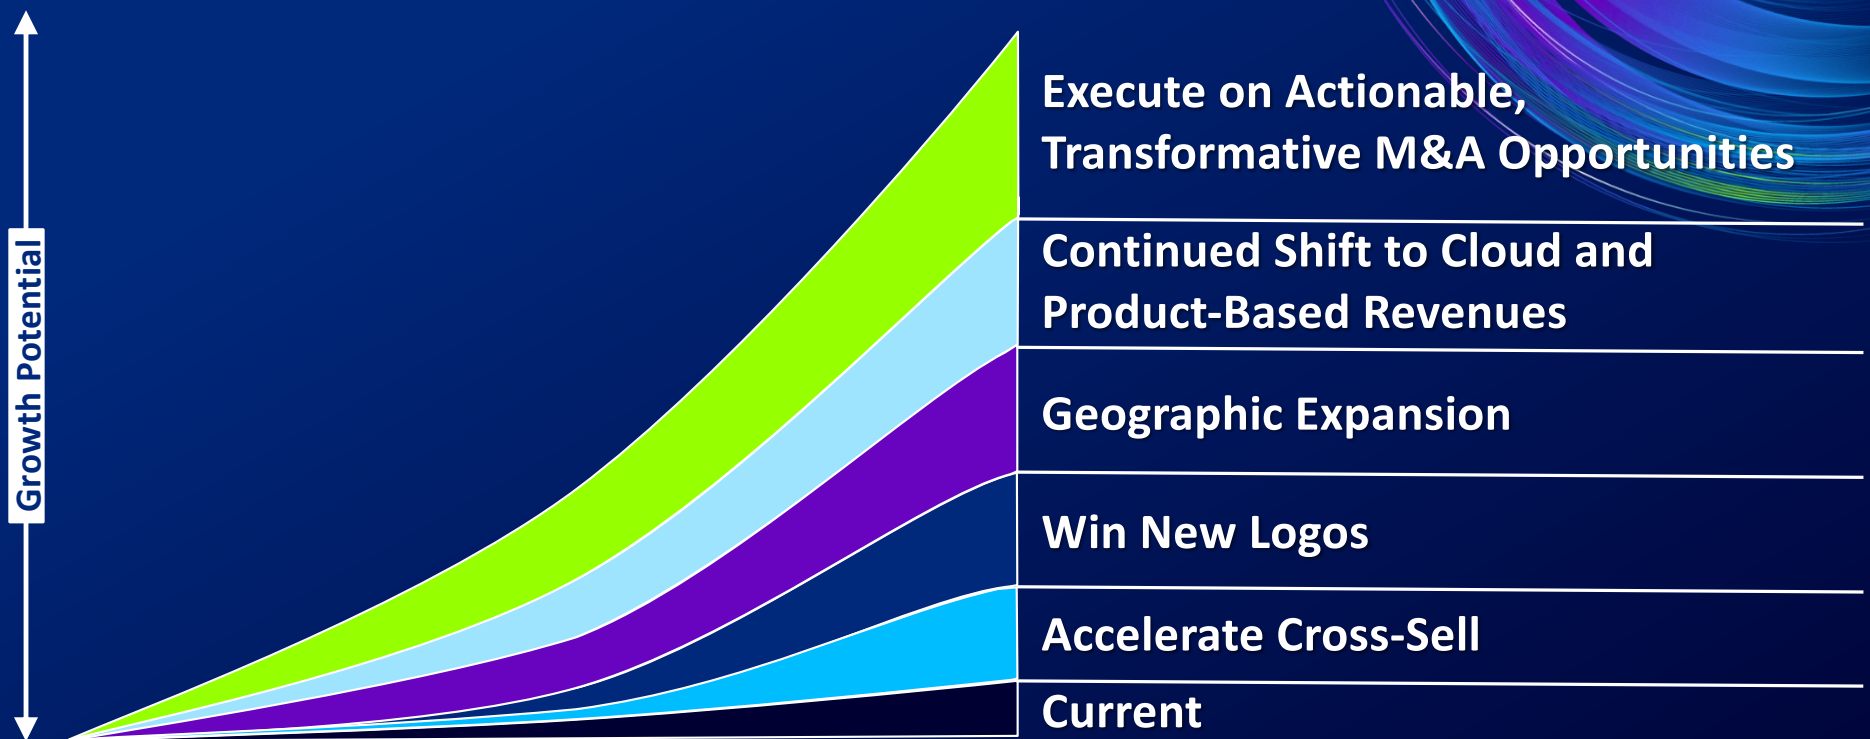 Growth Potential
Execute on Actionable,
Transformative M&A Opportunities
Continued Shift to Cloud and
Product-Based Revenues
Geographic Expansion
Win New Logos
Accelerate Cross-Sell
Current